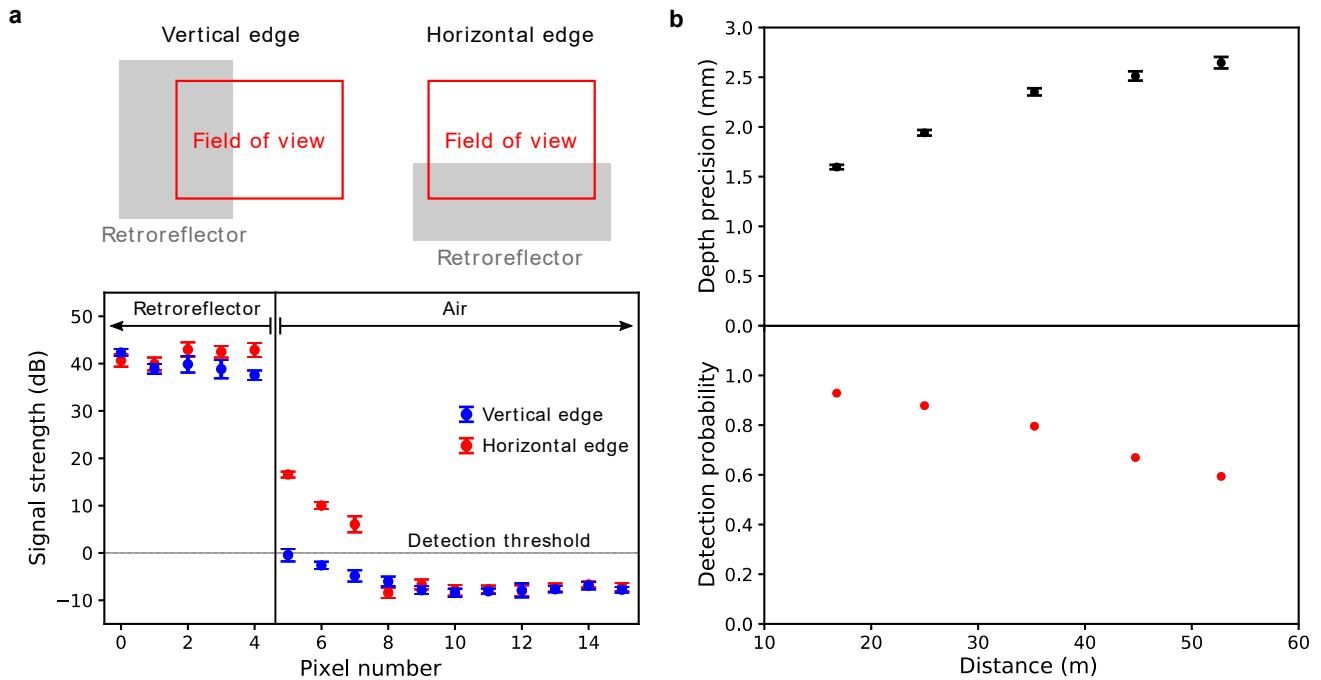 a
Vertical edge
Horizontal edge
Field of view
Field of view
Retroreflector
Retroreflector
Retroreflector
Air
50
40
30
20
10
0
−10
Signal strength (dB)
Vertical edge
Horizontal edge
Detection threshold
0
2
4
6
8
10
12
14
Pixel number
b
3.0
2.5
2.0
1.5
1.0
0.5
0.0
Depth precision (mm)
1.0
0.8
0.6
0.4
0.2
0.0
Detection probability
10
20
30
40
50
60
Distance (m)